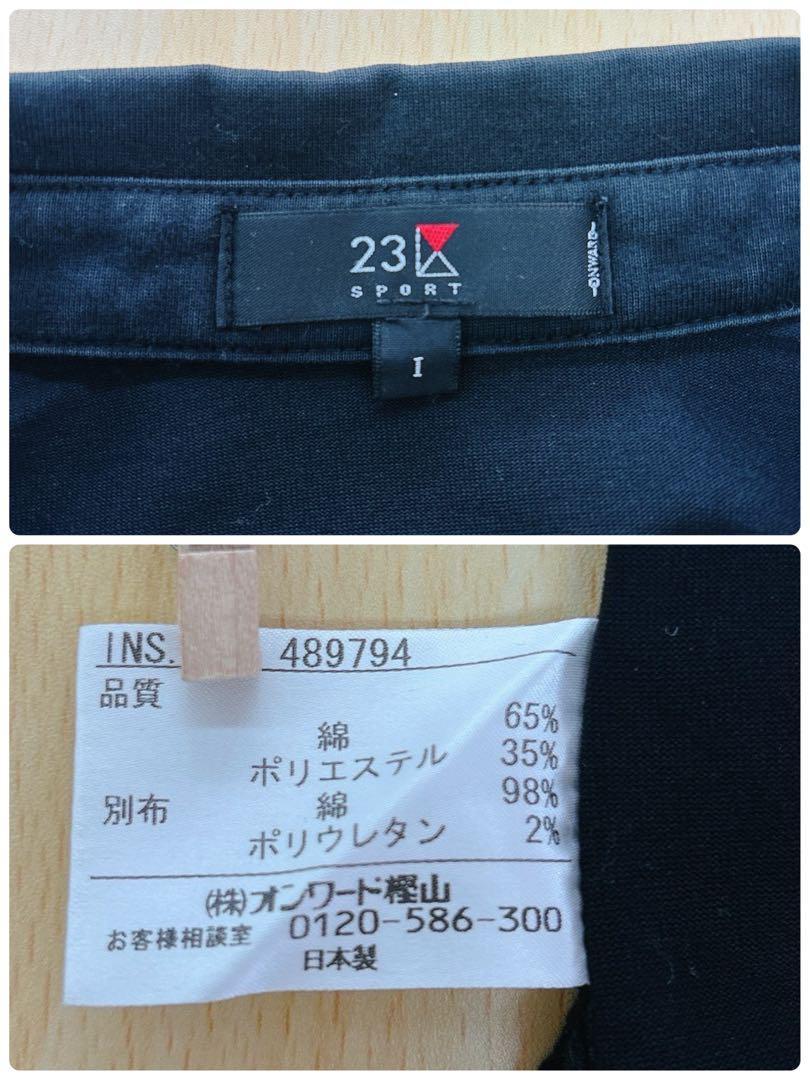 23区
SPORT
ONWARD
I
INS. 489794
品質
綿 65%
ポリエステル 35%
別布 綿 98%
ポリウレタン 2%
(株)オンワード樫山
お客様相談室 0120-586-300
日本製